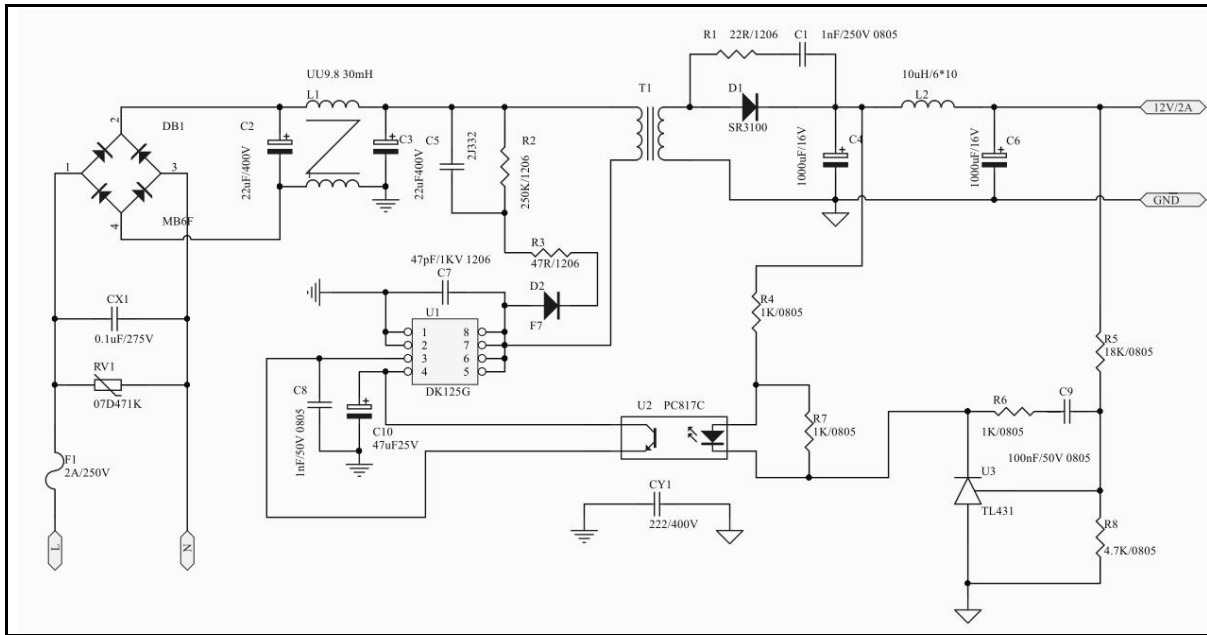 R1 22R/1206 C1 1nF/250V 0805
UU9.8 30mH
L1
T1
D1
SR3100
10uH/6*10
L2
12V/2A
2
DB1
1
3
4
MB6F
C2
22uF/400V
C3
22uF/400V
C5
2J332
R2
250K/1206
C4
1000uF/16V
C6
1000uF/16V
GND
R3
47R/1206
47pF/1KV 1206
C7
D2
F7
U1
1 8
2 7
3 6
4 5
DK125G
R4
1K/0805
CX1
0.1uF/275V
RV1
07D471K
R5
18K/0805
C8
1nF/50V 0805
C10
47uF25V
U2 PC817C
R7
1K/0805
R6
1K/0805
C9
100nF/50V 0805
F1
2A/250V
U3
TL431
CY1
222/400V
R8
4.7K/0805
L
N